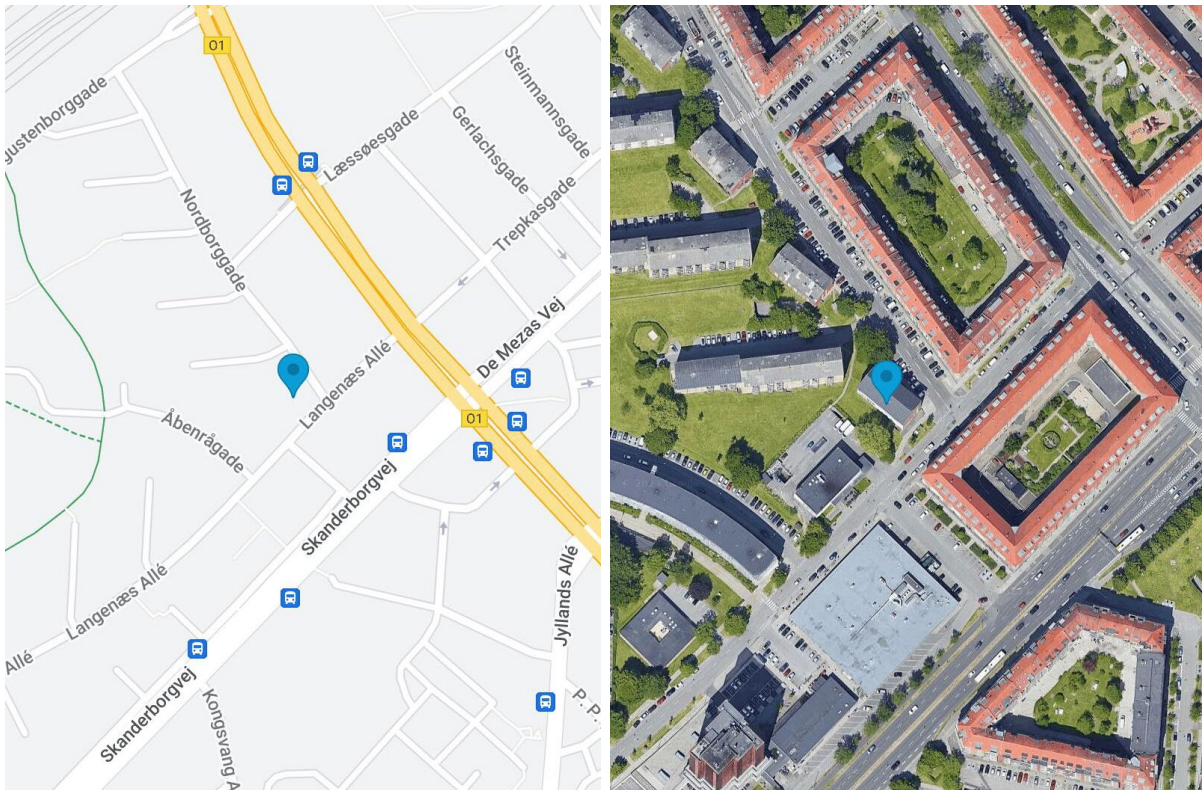 01
gustenborggade
Læssøesgade
Steinmannsgade
Gerlachsgade
Nordborggade
Trepkasgade
De Mezas Vej
Langenæs Allé
01
Åbenrågade
Skanderborgvej
Langenæs Allé
Jyllands Allé
Allé
Skanderborgvej
Kongsvang A
P. P.